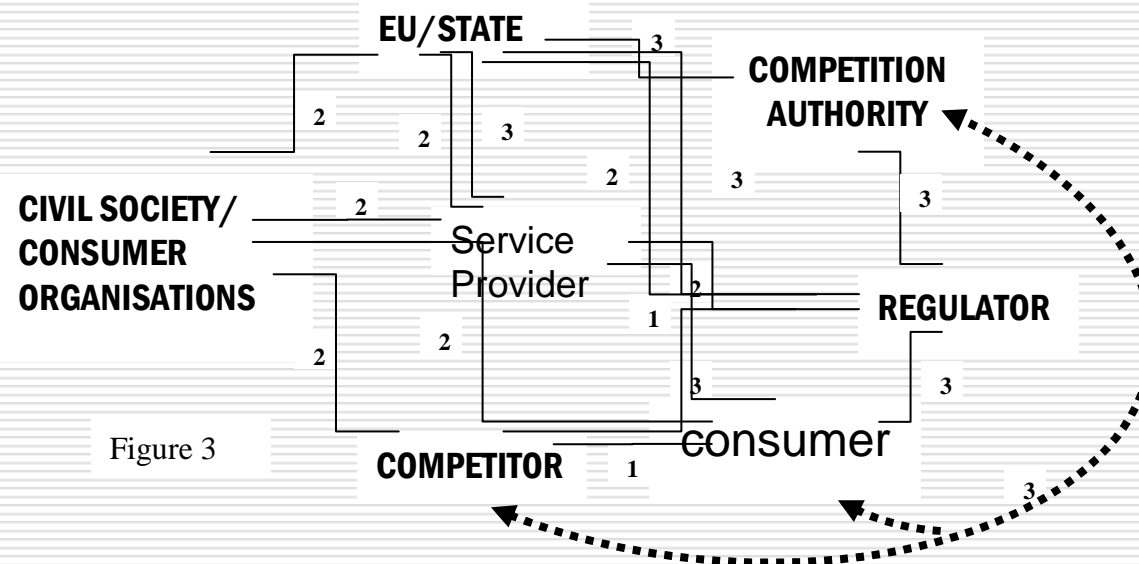 EU/STATE
3
COMPETITION
AUTHORITY
2
2
3
2
3
3
CIVIL SOCIETY/
CONSUMER
ORGANISATIONS
2
Service
Provider
2
1
REGULATOR
2
2
3
3
Figure 3
COMPETITOR
1
consumer
3